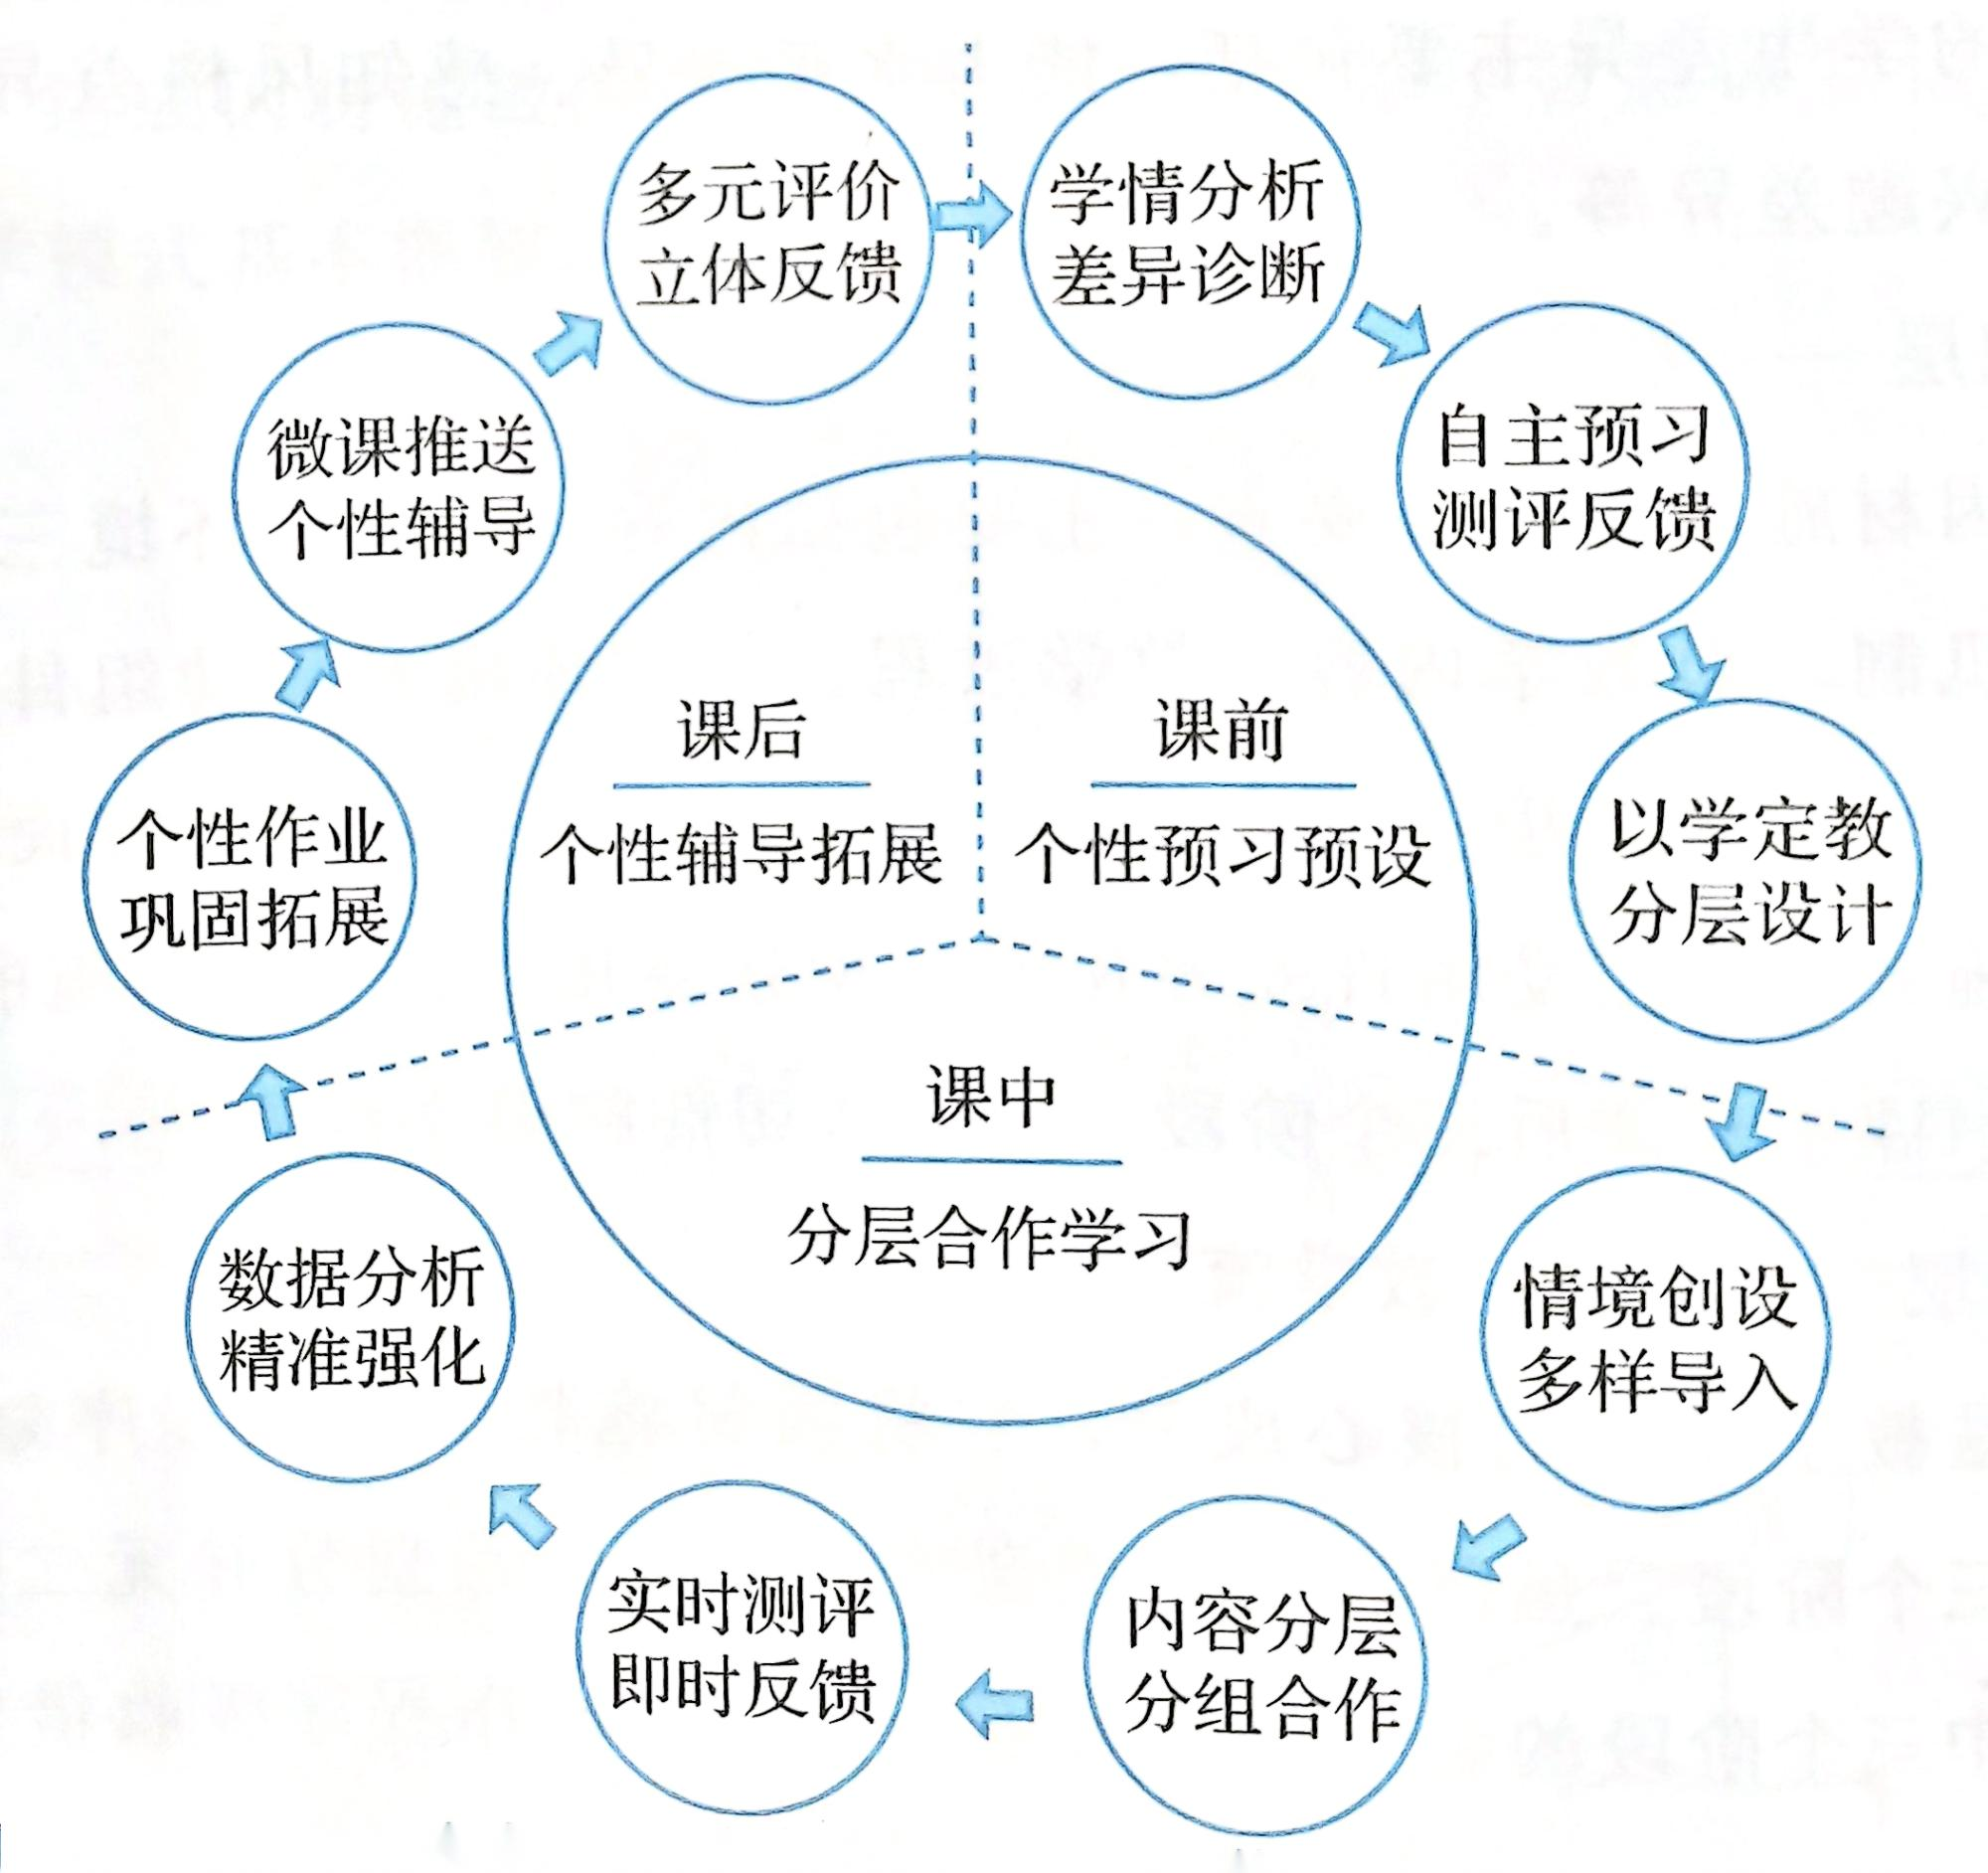 多元评价
立体反馈
学情分析
差异诊断
自主预习
测评反馈
以学定教
分层设计
情境创设
多样导入
内容分层
分组合作
实时测评
即时反馈
数据分析
精准强化
个性作业
巩固拓展
微课推送
个性辅导
课后
个性辅导拓展
课前
个性预习预设
课中
分层合作学习